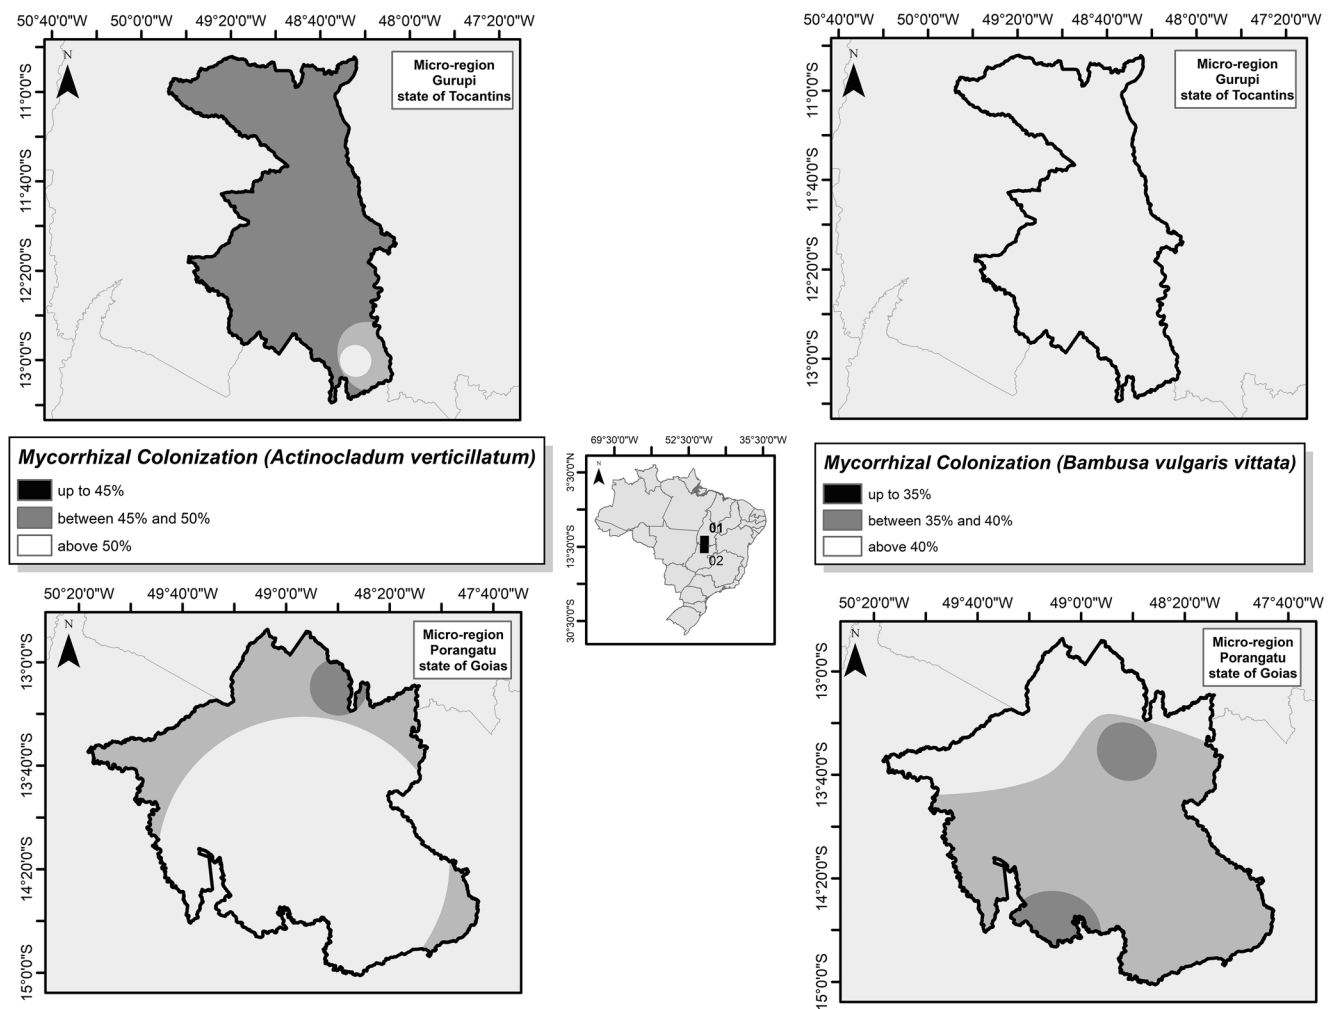 50°40'0"W 50°0'0"W 49°20'0"W 48°40'0"W 48°0'0"W 47°20'0"W
N
Micro-region
Gurupi
state of Tocantins
11°0'0"S
11°40'0"S
12°20'0"S
13°0'0"S
50°40'0"W 50°0'0"W 49°20'0"W 48°40'0"W 48°0'0"W 47°20'0"W
N
Micro-region
Gurupi
state of Tocantins
11°0'0"S
11°40'0"S
12°20'0"S
13°0'0"S
Mycorrhizal Colonization (Actinocladum verticillatum)
up to 45%
between 45% and 50%
above 50%
69°30'0"W 52°30'0"W 35°30'0"W
N
3°30'0"N
13°30'0"S
30°30'0"S
01
02
Mycorrhizal Colonization (Bambusa vulgaris vittata)
up to 35%
between 35% and 40%
above 40%
50°20'0"W 49°40'0"W 49°0'0"W 48°20'0"W 47°40'0"W
N
Micro-region
Porangatu
state of Goias
13°0'0"S
13°40'0"S
14°20'0"S
15°0'0"S
50°20'0"W 49°40'0"W 49°0'0"W 48°20'0"W 47°40'0"W
N
Micro-region
Porangatu
state of Goias
13°0'0"S
13°40'0"S
14°20'0"S
15°0'0"S